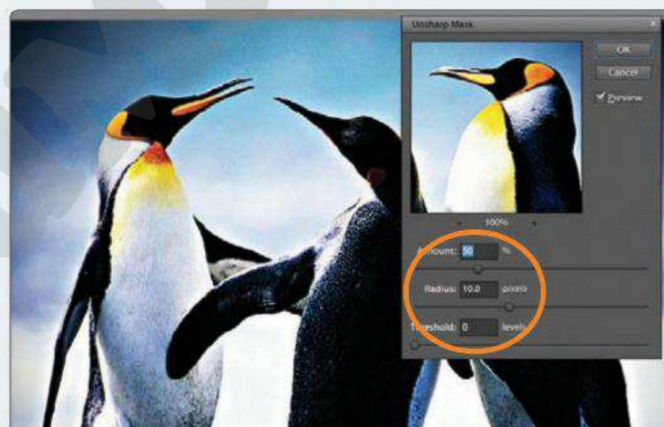 Unsharp Mask
OK
Cancel
Preview
100%
Amount: 50 %
Radius: 10.0 pixels
Threshold: 0 levels